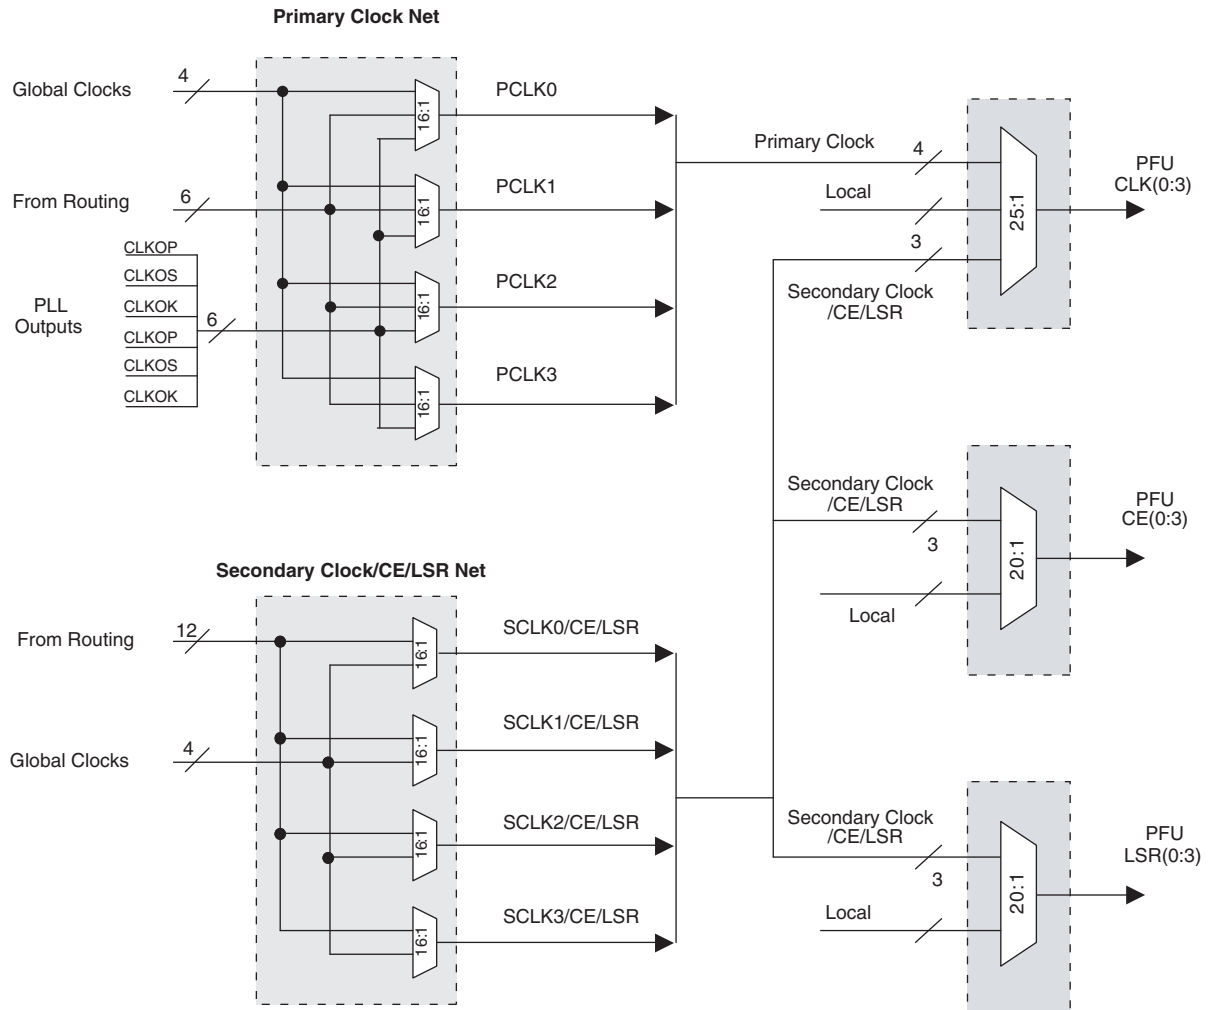 Primary Clock Net
Global Clocks
4
16:1
PCLK0
From Routing
6
16:1
PCLK1
CLKOP
CLKOS
CLKOK
CLKOP
CLKOS
CLKOK
PLL
Outputs
6
16:1
PCLK2
16:1
PCLK3
Primary Clock
4
Local
3
Secondary Clock
/CE/LSR
25:1
PFU
CLK(0:3)
Secondary Clock
/CE/LSR
3
Local
20:1
PFU
CE(0:3)
Secondary Clock/CE/LSR Net
From Routing
12
16:1
SCLK0/CE/LSR
Global Clocks
4
16:1
SCLK1/CE/LSR
16:1
SCLK2/CE/LSR
16:1
SCLK3/CE/LSR
Secondary Clock
/CE/LSR
3
Local
20:1
PFU
LSR(0:3)